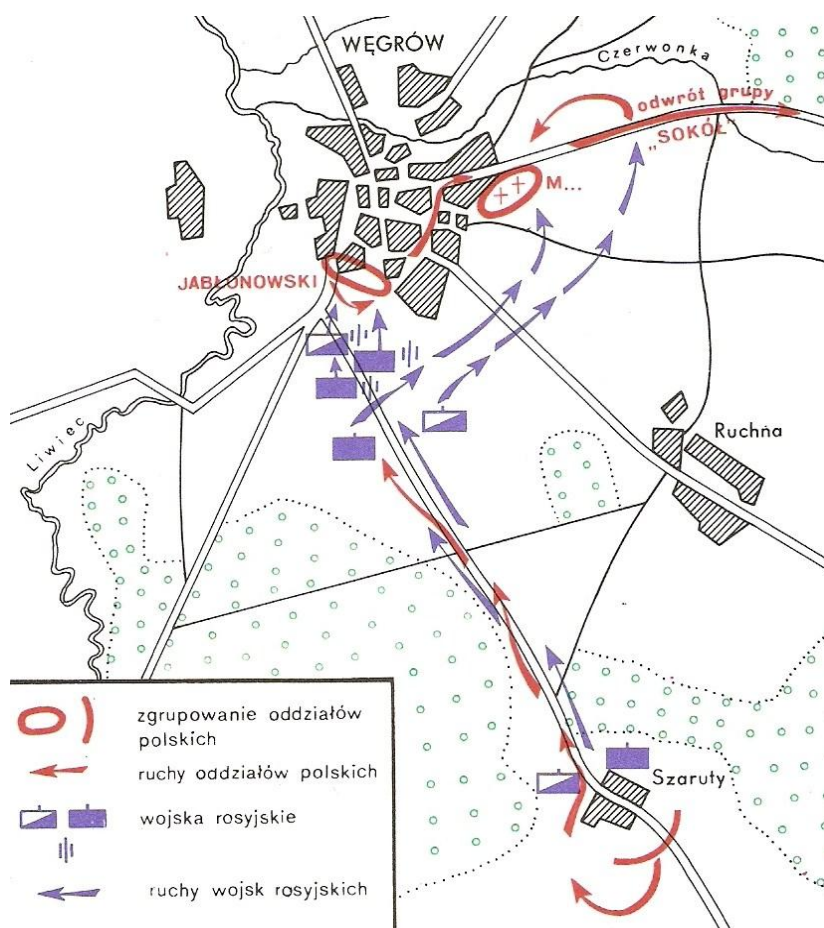 WĘGRÓW
Czerwonka
odwrót grupy
„SOKÓŁ”
M...
JABŁONOWSKI
Liwiec
Ruchna
Szaruty
zgrupowanie oddziałów
polskich
ruchy oddziałów polskich
wojska rosyjskie
ruchy wojsk rosyjskich